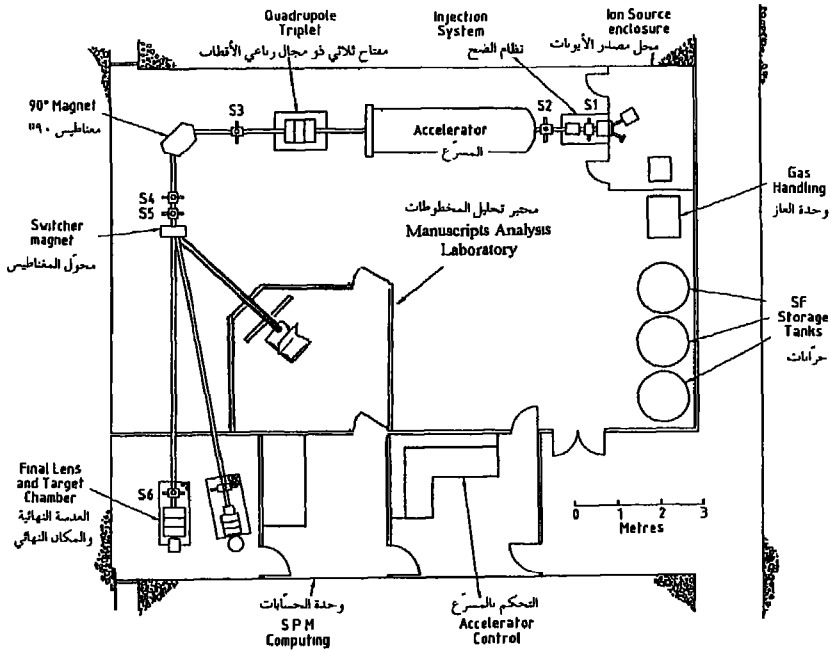 Quadrupole
Triplet
مفتاح ثلاثي ذو مجال رباعي الأقطاب
Injection
System
نظام الضخ
Ion Source
enclosure
محل مصدر الأيونات
90° Magnet
مغناطيس ٩٠°
S3
S2
S1
Accelerator
المسرّع
S4
S5
Switcher
magnet
محوّل المغناطيس
مختبر تحليل المخطوطات
Manuscripts Analysis
Laboratory
Gas
Handling
وحدة الغاز
SF
Storage
Tanks
خزّانات
Final Lens
and Target
Chamber
العدسة النهائية
والمكان النهائي
S6
0 1 2 3
Metres
وحدة الحسّابات
SPM
Computing
التحكم بالمسرّع
Accelerator
Control